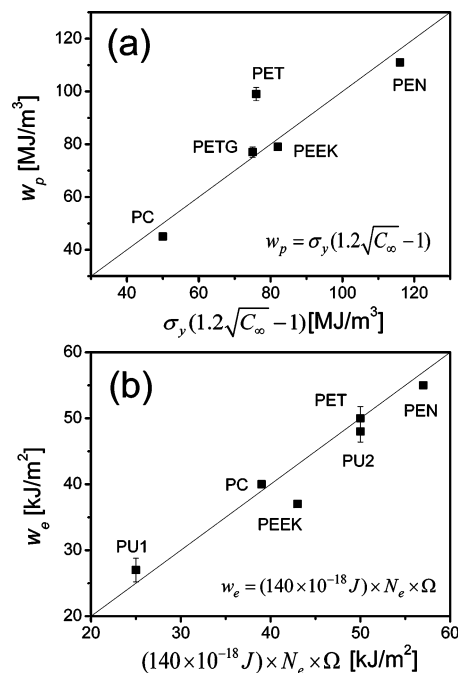 (a)
120
100
80
60
40
w_p [MJ/m³]
PET
PEN
PETG
PEEK
PC
w_p = σ_y(1.2√C_∞ −1)
40 60 80 100 120
σ_y(1.2√C_∞ −1)[MJ/m³]
(b)
60
50
40
30
20
w_e [kJ/m²]
PET
PEN
PU2
PC
PEEK
PU1
w_e = (140×10⁻¹⁸ J)× N_e ×Ω
20 30 40 50 60
(140×10⁻¹⁸ J)× N_e ×Ω [kJ/m²]